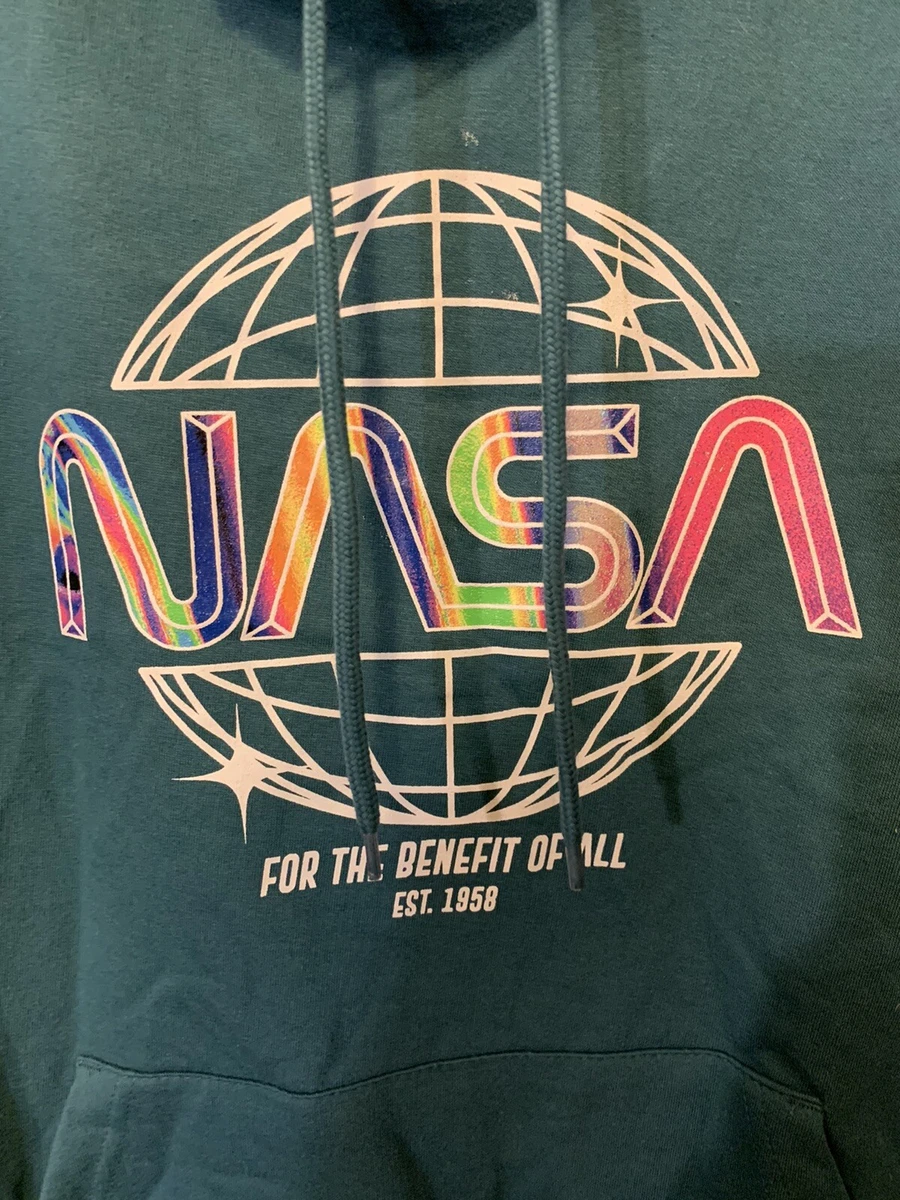 NASA
FOR THE BENEFIT OF ALL
EST. 1958